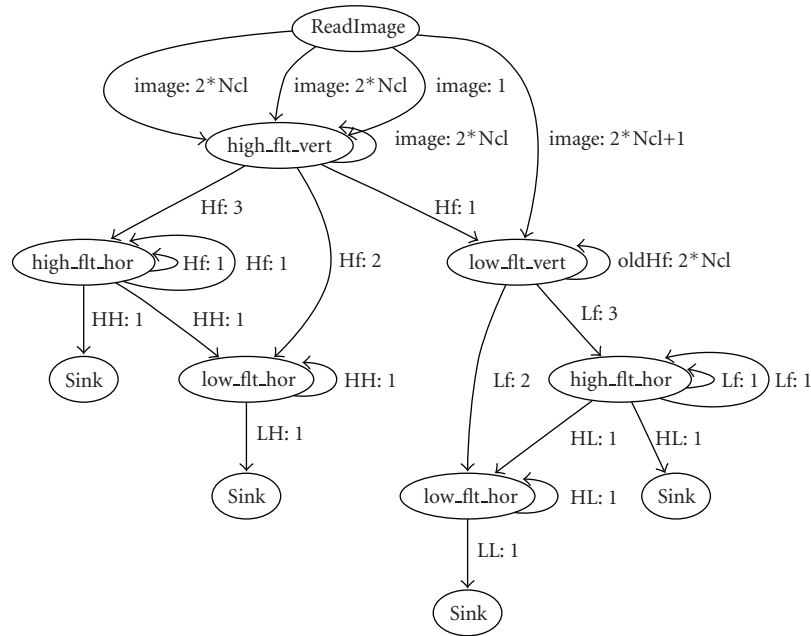 ReadImage
image: 2*Ncl
image: 2*Ncl
image: 1
high_flt_vert
image: 2*Ncl
image: 2*Ncl+1
Hf: 3
Hf: 1
high_flt_hor
Hf: 1
Hf: 1
Hf: 2
low_flt_vert
oldHf: 2*Ncl
HH: 1
HH: 1
Lf: 3
Sink
low_flt_hor
HH: 1
Lf: 2
high_flt_hor
Lf: 1
Lf: 1
LH: 1
HL: 1
HL: 1
Sink
low_flt_hor
HL: 1
Sink
LL: 1
Sink